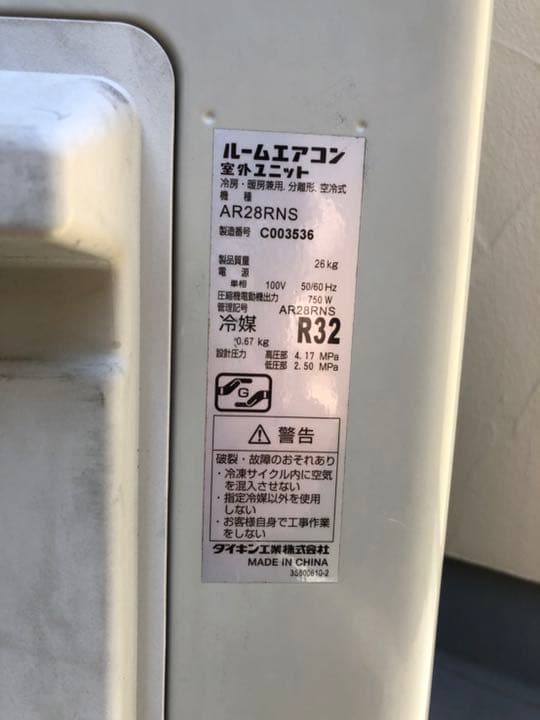 ルームエアコン
室外ユニット
冷房・暖房兼用, 分離形, 空冷式
機 種
AR28RNS
製造番号 C003536
製品質量 26kg
電 源
単相 100V 50/60Hz
圧縮機電動機出力 750W
管理記号 AR28RNS
冷媒 R32
0.67 kg
設計圧力 高圧部 4.17 MPa
低圧部 2.50 MPa
G
警告
破裂・故障のおそれあり
・冷凍サイクル内に空気
を混入させない
・指定冷媒以外を使用
しない
・お客様自身で工事作業
をしない
ダイキン工業株式会社
MADE IN CHINA